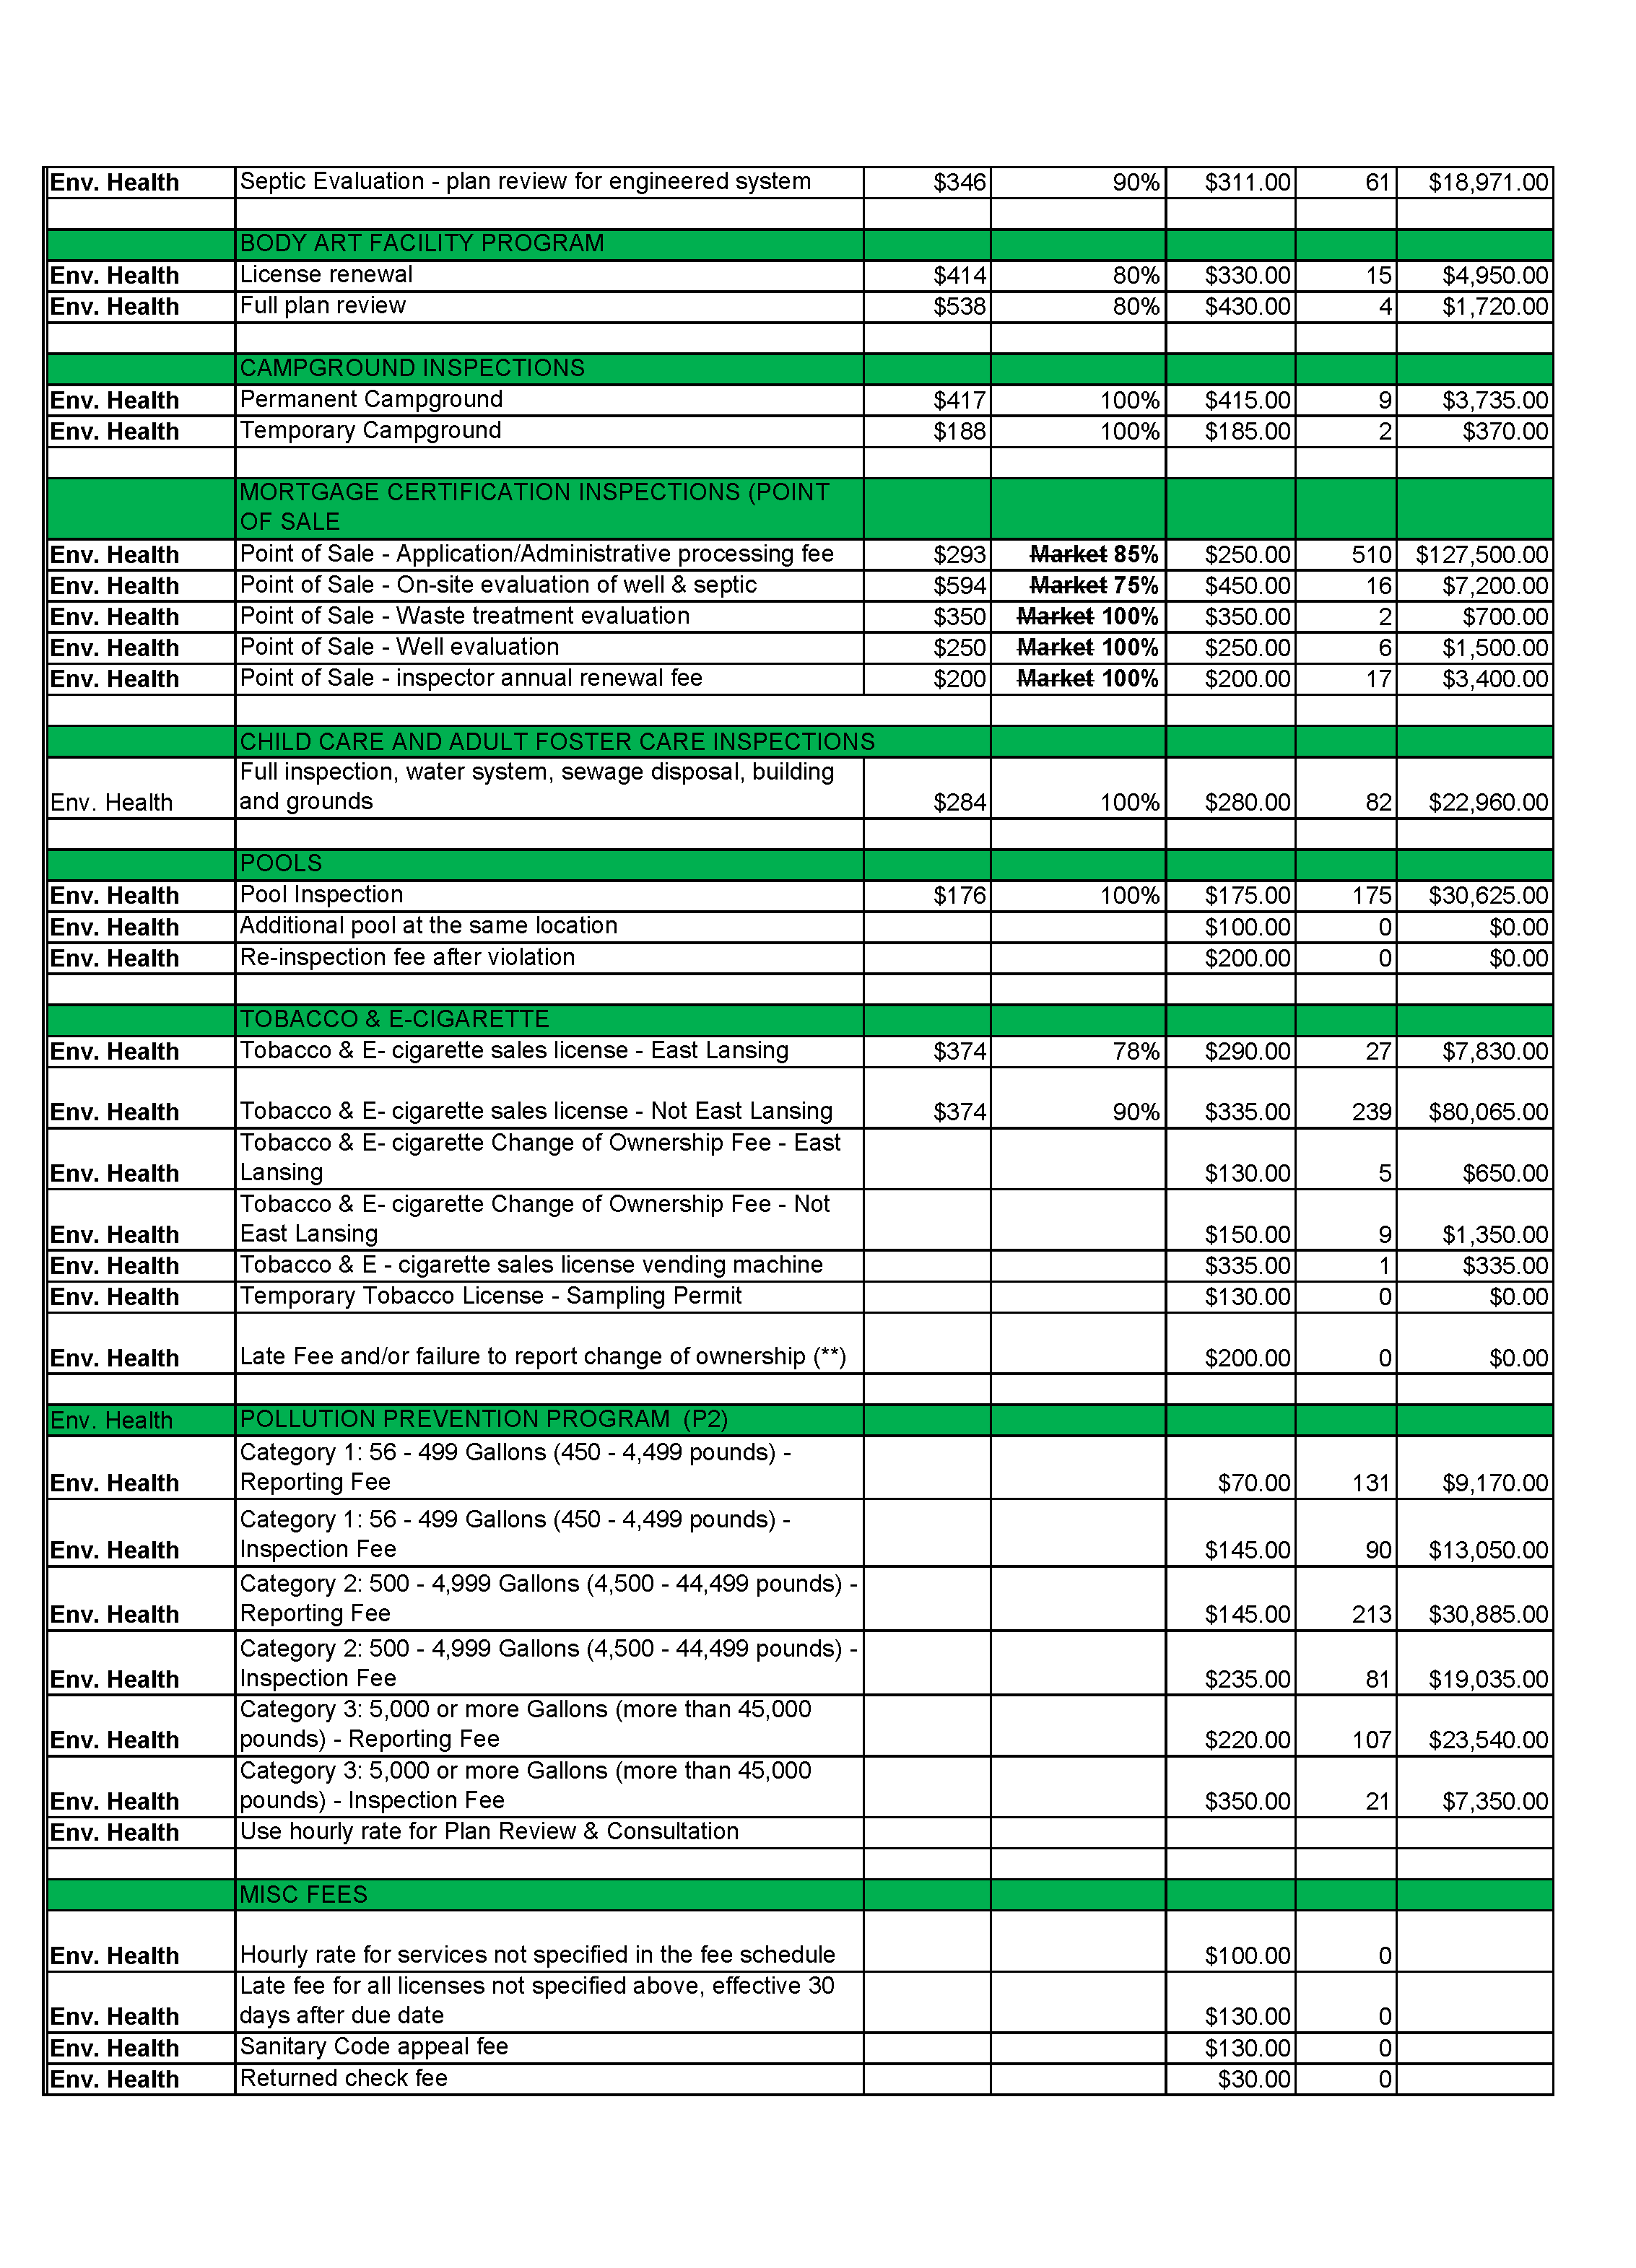 Env. Health Septic Evaluation - plan review for engineered system $346 90% $311.00 61 $18,971.00
BODY ART FACILITY PROGRAM
Env. Health License renewal $414 80% $330.00 15 $4,950.00
Env. Health Full plan review $538 80% $430.00 4 $1,720.00
CAMPGROUND INSPECTIONS
Env. Health Permanent Campground $417 100% $415.00 9 $3,735.00
Env. Health Temporary Campground $188 100% $185.00 2 $370.00
MORTGAGE CERTIFICATION INSPECTIONS (POINT
OF SALE
Env. Health Point of Sale - Application/Administrative processing fee $293 Market 85% $250.00 510 $127,500.00
Env. Health Point of Sale - On-site evaluation of well & septic $594 Market 75% $450.00 16 $7,200.00
Env. Health Point of Sale - Waste treatment evaluation $350 Market 100% $350.00 2 $700.00
Env. Health Point of Sale - Well evaluation $250 Market 100% $250.00 6 $1,500.00
Env. Health Point of Sale - inspector annual renewal fee $200 Market 100% $200.00 17 $3,400.00
CHILD CARE AND ADULT FOSTER CARE INSPECTIONS
Full inspection, water system, sewage disposal, building
Env. Health and grounds $284 100% $280.00 82 $22,960.00
POOLS
Env. Health Pool Inspection $176 100% $175.00 175 $30,625.00
Env. Health Additional pool at the same location $100.00 0 $0.00
Env. Health Re-inspection fee after violation $200.00 0 $0.00
TOBACCO & E-CIGARETTE
Env. Health Tobacco & E- cigarette sales license - East Lansing $374 78% $290.00 27 $7,830.00
Env. Health Tobacco & E- cigarette sales license - Not East Lansing $374 90% $335.00 239 $80,065.00
Tobacco & E- cigarette Change of Ownership Fee - East
Env. Health Lansing $130.00 5 $650.00
Tobacco & E- cigarette Change of Ownership Fee - Not
Env. Health East Lansing $150.00 9 $1,350.00
Env. Health Tobacco & E - cigarette sales license vending machine $335.00 1 $335.00
Env. Health Temporary Tobacco License - Sampling Permit $130.00 0 $0.00
Env. Health Late Fee and/or failure to report change of ownership (**) $200.00 0 $0.00
Env. Health POLLUTION PREVENTION PROGRAM (P2)
Category 1: 56 - 499 Gallons (450 - 4,499 pounds) -
Env. Health Reporting Fee $70.00 131 $9,170.00
Category 1: 56 - 499 Gallons (450 - 4,499 pounds) -
Env. Health Inspection Fee $145.00 90 $13,050.00
Category 2: 500 - 4,999 Gallons (4,500 - 44,499 pounds) -
Env. Health Reporting Fee $145.00 213 $30,885.00
Category 2: 500 - 4,999 Gallons (4,500 - 44,499 pounds) -
Env. Health Inspection Fee $235.00 81 $19,035.00
Category 3: 5,000 or more Gallons (more than 45,000
Env. Health pounds) - Reporting Fee $220.00 107 $23,540.00
Category 3: 5,000 or more Gallons (more than 45,000
Env. Health pounds) - Inspection Fee $350.00 21 $7,350.00
Env. Health Use hourly rate for Plan Review & Consultation
MISC FEES
Env. Health Hourly rate for services not specified in the fee schedule $100.00 0
Late fee for all licenses not specified above, effective 30
Env. Health days after due date $130.00 0
Env. Health Sanitary Code appeal fee $130.00 0
Env. Health Returned check fee $30.00 0